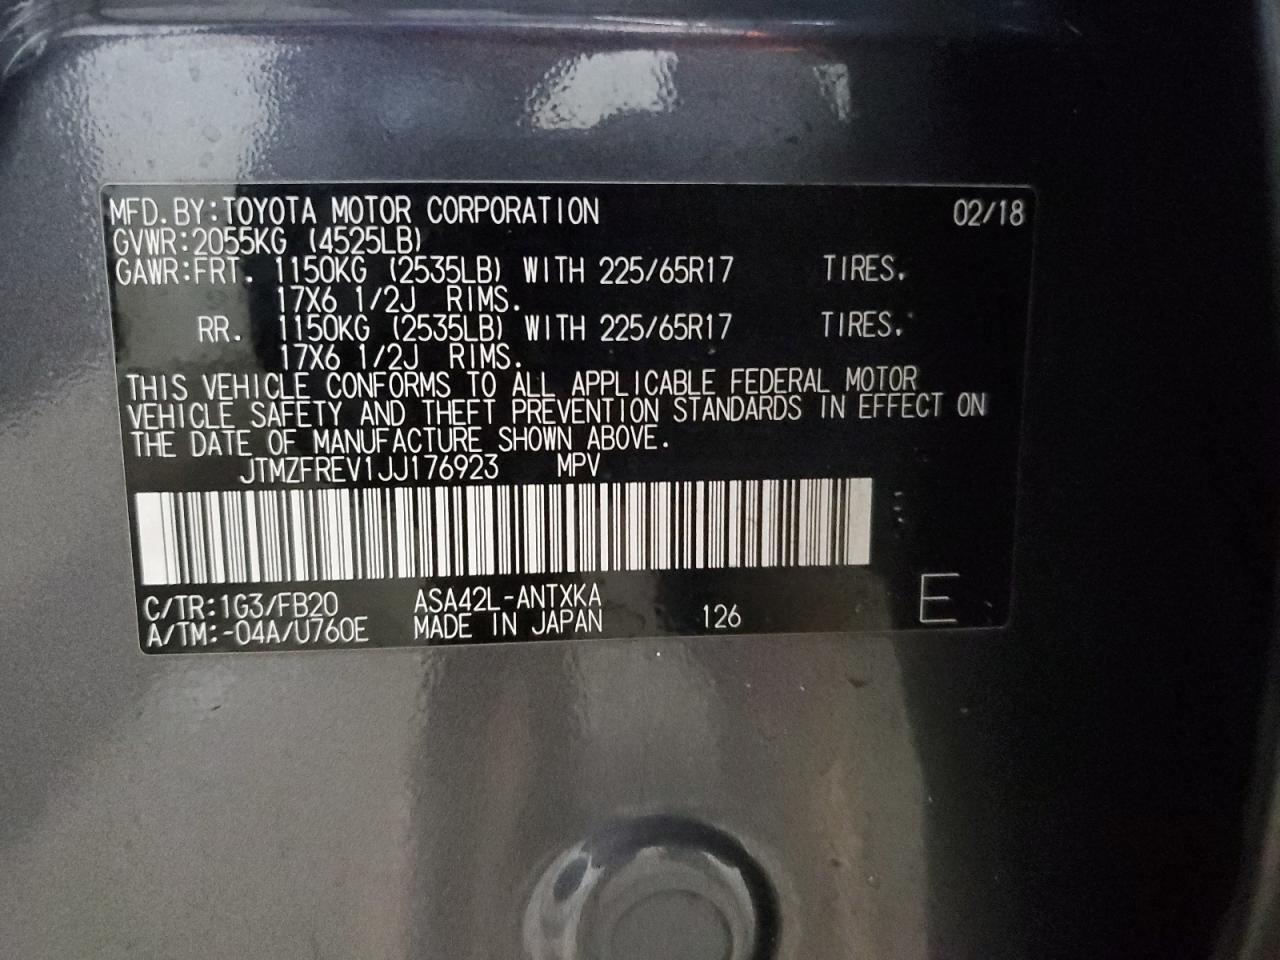 MFD. BY:TOYOTA MOTOR CORPORATION 02/18
GVWR:2055KG (4525LB)
GAWR:FRT. 1150KG (2535LB) WITH 225/65R17 TIRES.
17X6 1/2J RIMS.
RR. 1150KG (2535LB) WITH 225/65R17 TIRES.
17X6 1/2J RIMS.
THIS VEHICLE CONFORMS TO ALL APPLICABLE FEDERAL MOTOR
VEHICLE SAFETY AND THEFT PREVENTION STANDARDS IN EFFECT ON
THE DATE OF MANUFACTURE SHOWN ABOVE.
JTMZFREV1JJ176923 MPV
C/TR:1G3/FB20 ASA42L-ANTXKA
A/TM:-04A/U760E MADE IN JAPAN 126 E